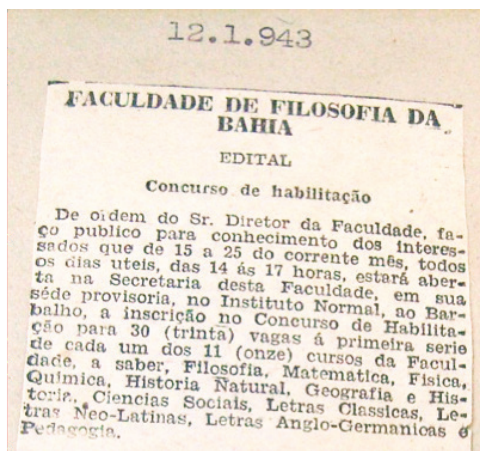 12.1.943
FACULDADE DE FILOSOFIA DA
BAHIA
EDITAL
Concurso de habilitação
De ordem do Sr. Diretor da Faculdade, fa-
ço publico para conhecimento dos interes-
sados que de 15 a 25 do corrente mês, todos
os dias uteis, das 14 ás 17 horas, estará aber-
ta na Secretaria desta Faculdade, em sua
séde provisoria, no Instituto Normal, ao Bar-
balho, a inscrição no Concurso de Habilita-
ção para 30 (trinta) vagas á primeira serie
de cada um dos 11 (onze) cursos da Facul-
dade, a saber, Filosofia, Matematica, Fisica,
Quimica, Historia Natural, Geografia e His-
toria, Ciencias Sociais, Letras Classicas, Le-
tras Neo-Latinas, Letras Anglo-Germanicas e
Pedagogia.